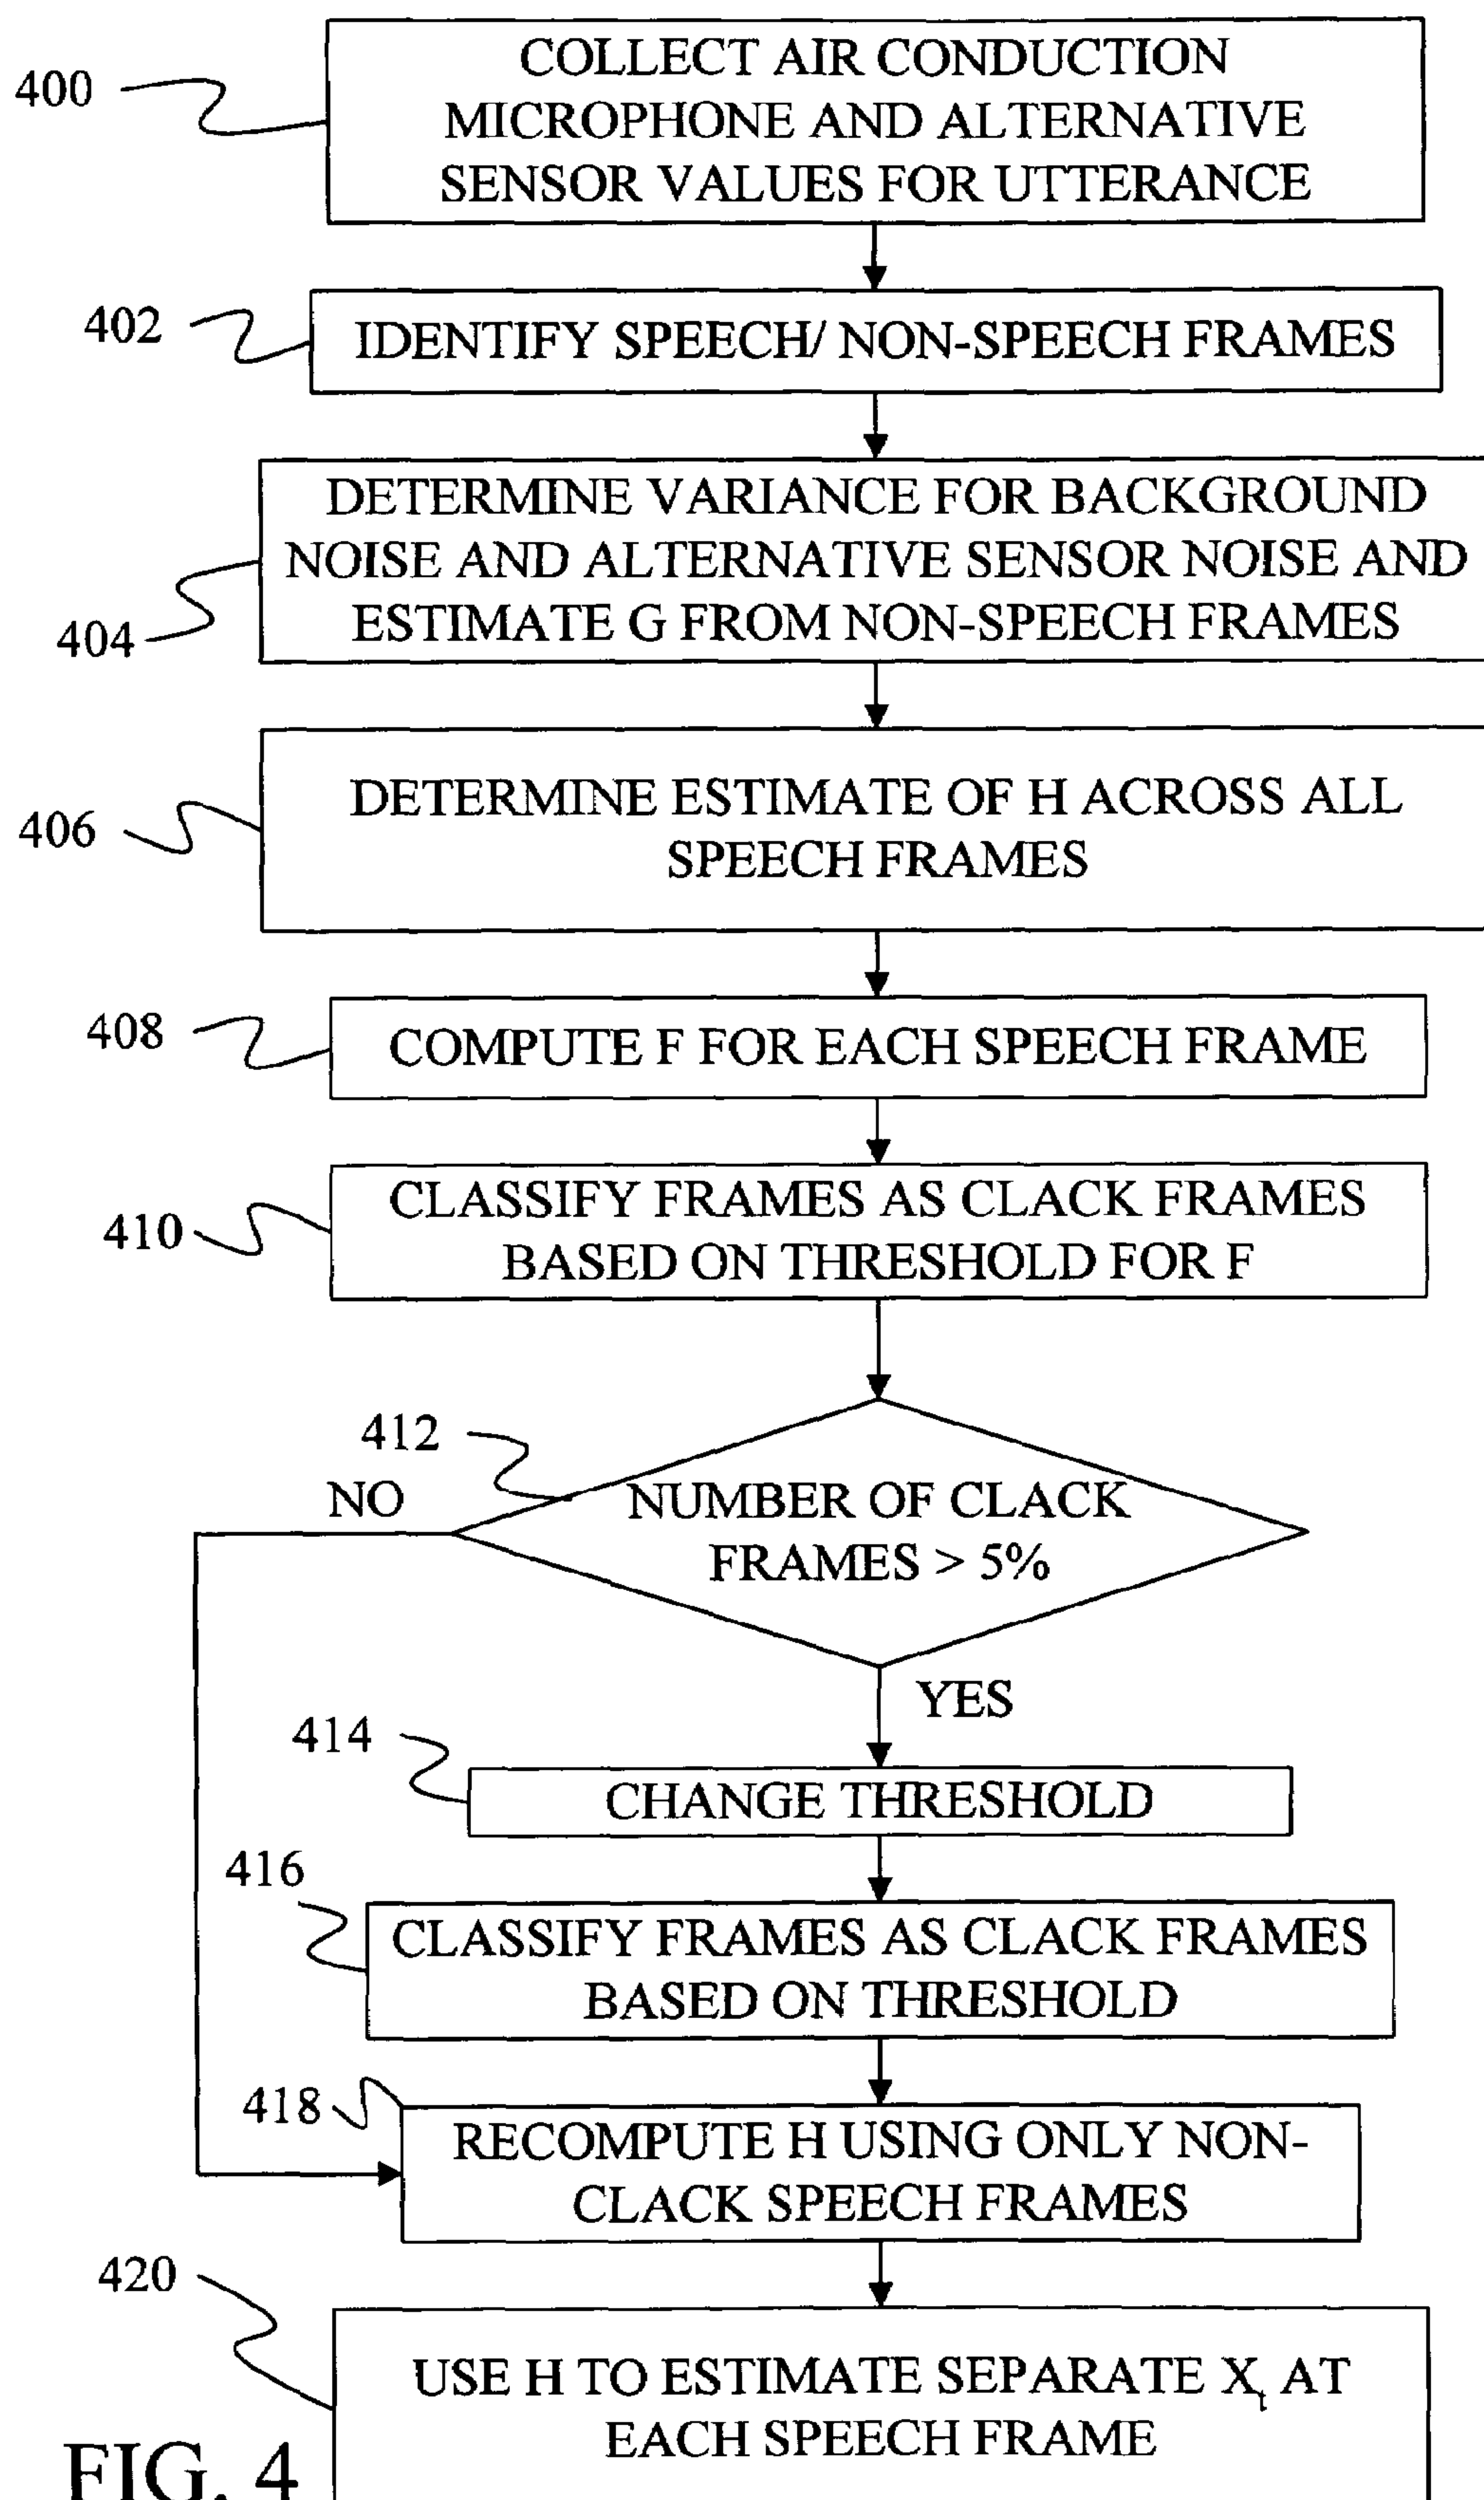 400
COLLECT AIR CONDUCTION
MICROPHONE AND ALTERNATIVE
SENSOR VALUES FOR UTTERANCE
402
IDENTIFY SPEECH/ NON-SPEECH FRAMES
DETERMINE VARIANCE FOR BACKGROUND
NOISE AND ALTERNATIVE SENSOR NOISE AND
ESTIMATE G FROM NON-SPEECH FRAMES
404
DETERMINE ESTIMATE OF H ACROSS ALL
SPEECH FRAMES
406
408
COMPUTE F FOR EACH SPEECH FRAME
410
CLASSIFY FRAMES AS CLACK FRAMES
BASED ON THRESHOLD FOR F
412
NO
NUMBER OF CLACK
FRAMES > 5%
YES
414
CHANGE THRESHOLD
416
CLASSIFY FRAMES AS CLACK FRAMES
BASED ON THRESHOLD
418
RECOMPUTE H USING ONLY NON-
CLACK SPEECH FRAMES
420
USE H TO ESTIMATE SEPARATE Xt AT
EACH SPEECH FRAME
FIG. 4